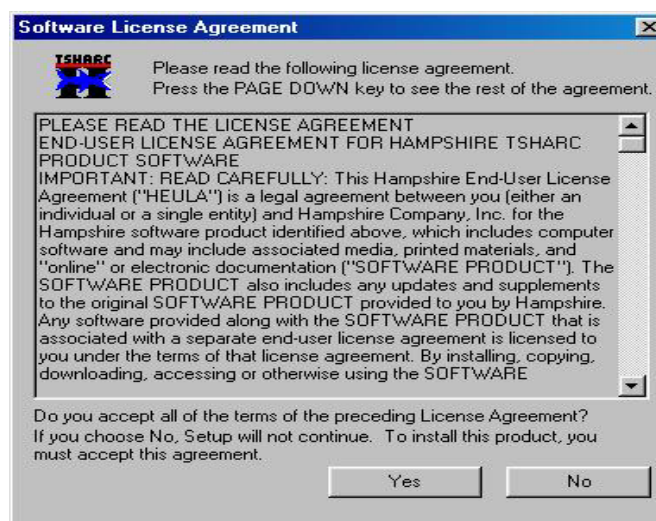 Software License Agreement
TSHARC
Please read the following license agreement.
Press the PAGE DOWN key to see the rest of the agreement.
PLEASE READ THE LICENSE AGREEMENT
END-USER LICENSE AGREEMENT FOR HAMPSHIRE TSHARC
PRODUCT SOFTWARE
IMPORTANT: READ CAREFULLY: This Hampshire End-User License
Agreement ("HEULA") is a legal agreement between you (either an
individual or a single entity) and Hampshire Company, Inc. for the
Hampshire software product identified above, which includes computer
software and may include associated media, printed materials, and
"online" or electronic documentation ("SOFTWARE PRODUCT"). The
SOFTWARE PRODUCT also includes any updates and supplements
to the original SOFTWARE PRODUCT provided to you by Hampshire.
Any software provided along with the SOFTWARE PRODUCT that is
associated with a separate end-user license agreement is licensed to
you under the terms of that license agreement. By installing, copying,
downloading, accessing or otherwise using the SOFTWARE
Do you accept all of the terms of the preceding License Agreement?
If you choose No, Setup will not continue. To install this product, you
must accept this agreement.
Yes
No